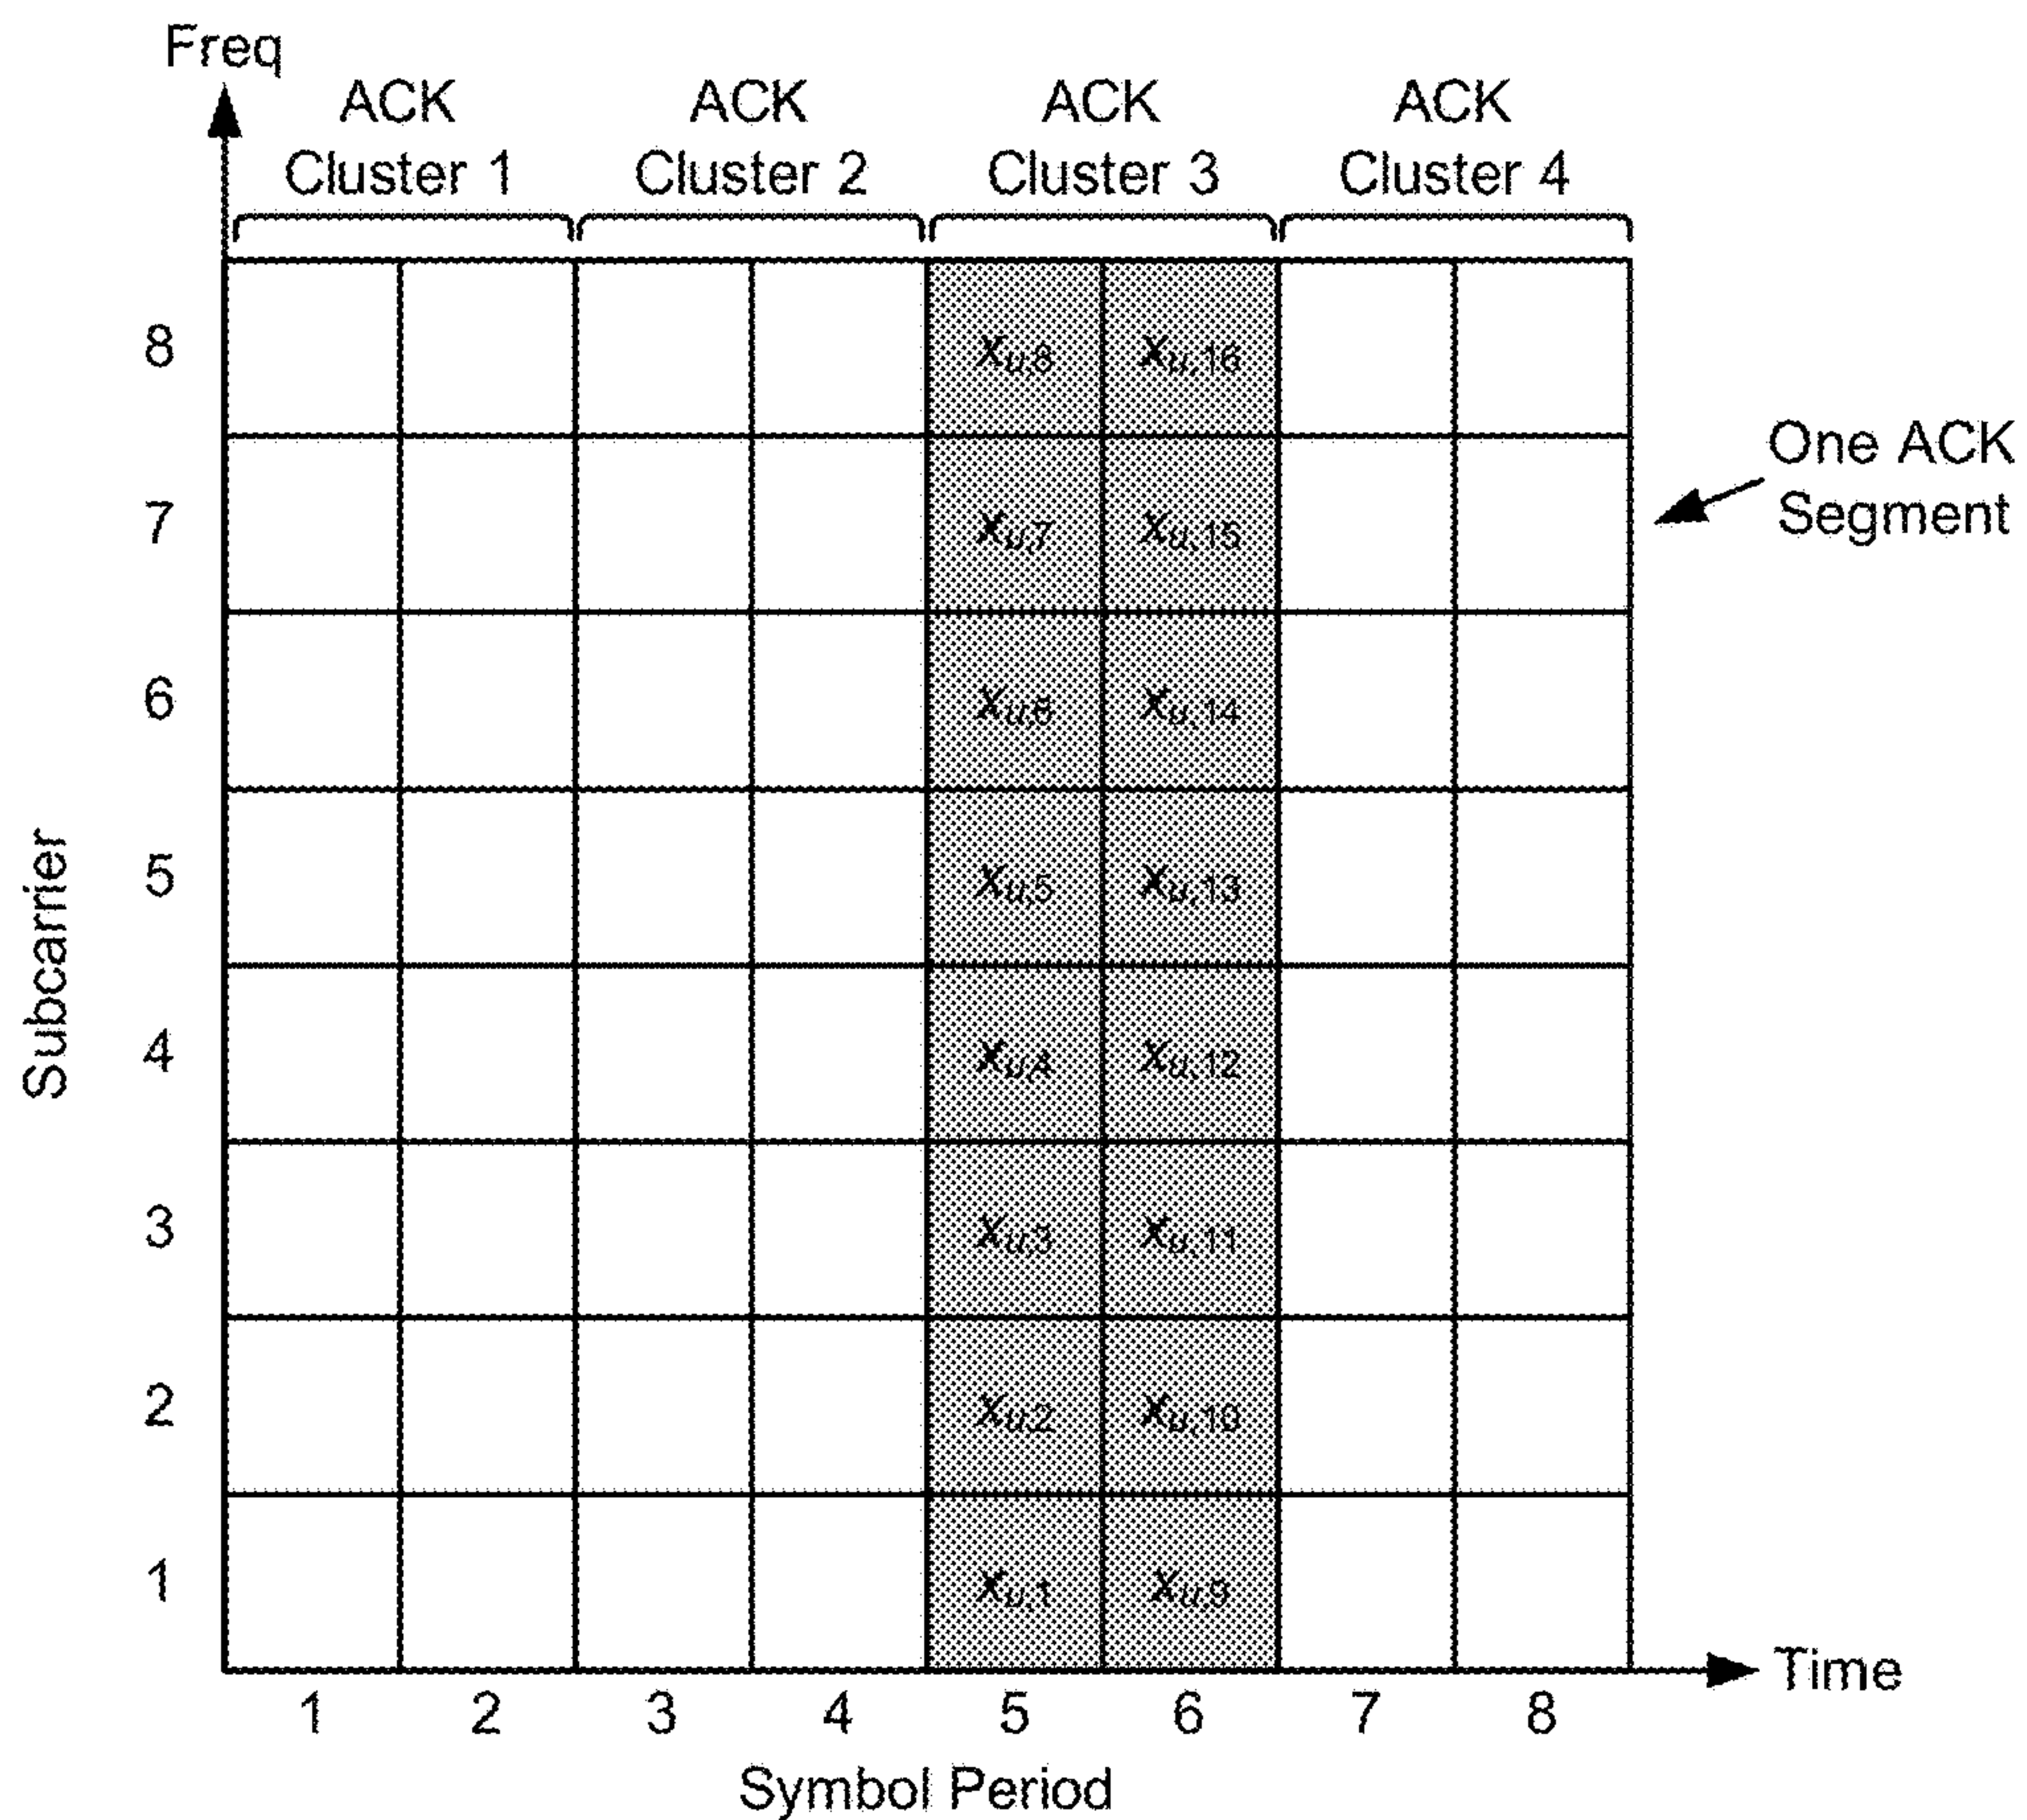 Freq
ACK Cluster 1
ACK Cluster 2
ACK Cluster 3
ACK Cluster 4
One ACK Segment
Subcarrier
8 Xu,8 Xu,16
7 Xu,7 Xu,15
6 Xu,6 Xu,14
5 Xu,5 Xu,13
4 Xu,4 Xu,12
3 Xu,3 Xu,11
2 Xu,2 Xu,10
1 Xu,1 Xu,9
Time
1 2 3 4 5 6 7 8
Symbol Period